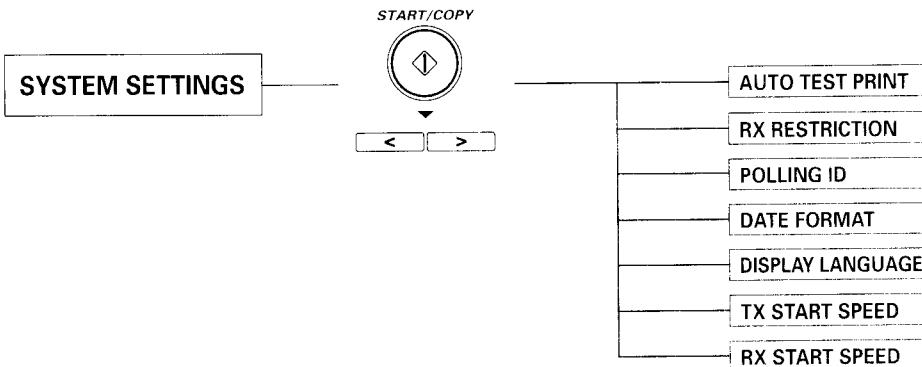 START/COPY
SYSTEM SETTINGS
< >
AUTO TEST PRINT
RX RESTRICTION
POLLING ID
DATE FORMAT
DISPLAY LANGUAGE
TX START SPEED
RX START SPEED